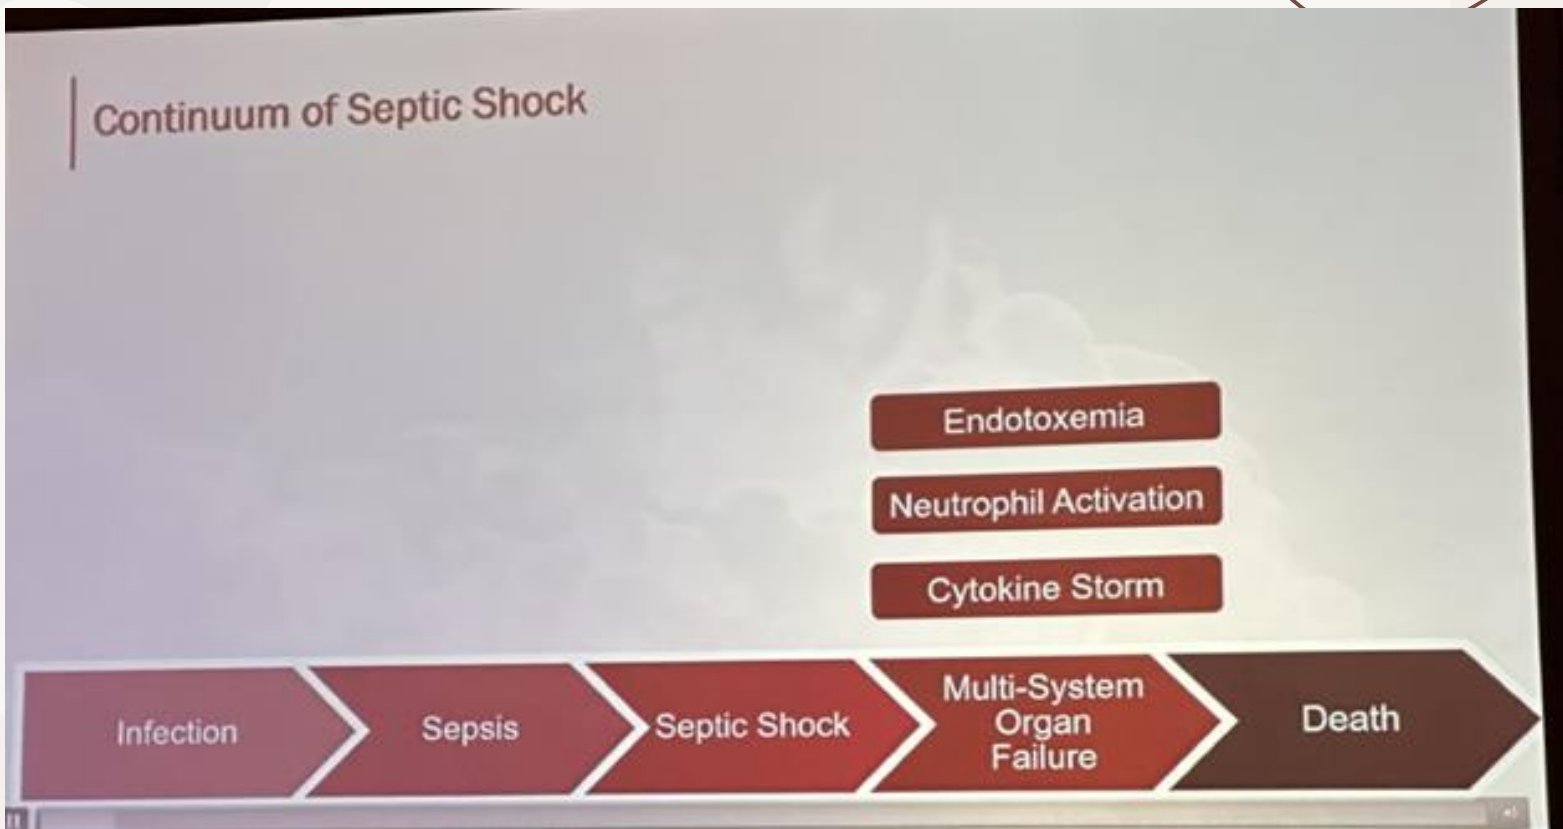 Continuum of Septic Shock
Endotoxemia
Neutrophil Activation
Cytokine Storm
Infection
Sepsis
Septic Shock
Multi-System
Organ
Failure
Death